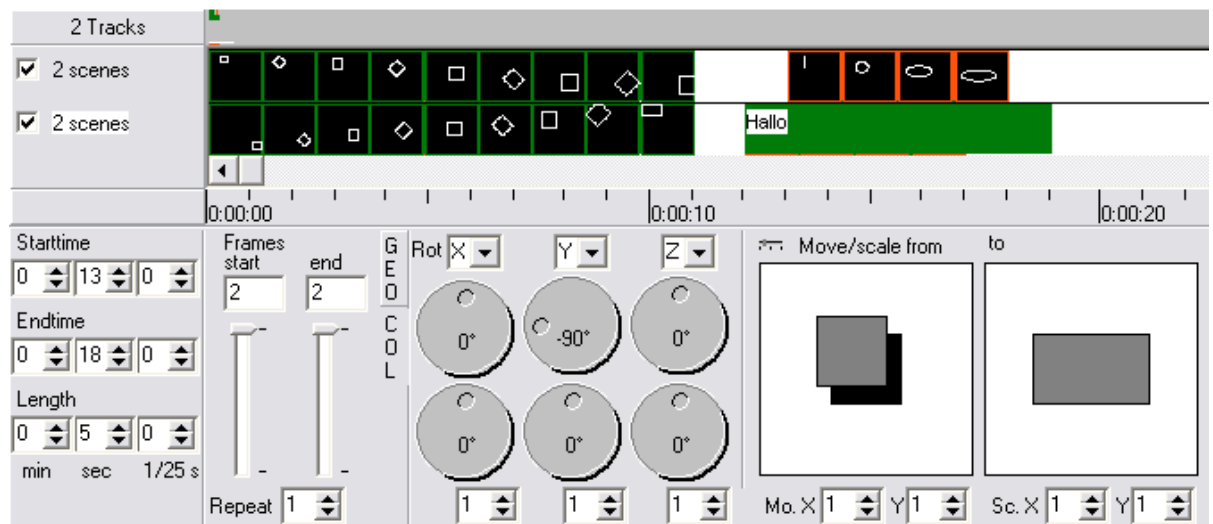 2 Tracks
2 scenes
2 scenes
Hallo
0:00:00 0:00:10 0:00:20
Starttime
0 13 0
Endtime
0 18 0
Length
0 5 0
min sec 1/25 s
Frames
start end
2 2
Repeat 1
GEO
COL
Rot X Y Z
0° -90° 0°
0° 0° 0°
1 1 1
Move/scale from to
Mo. X 1 Y 1 Sc. X 1 Y 1